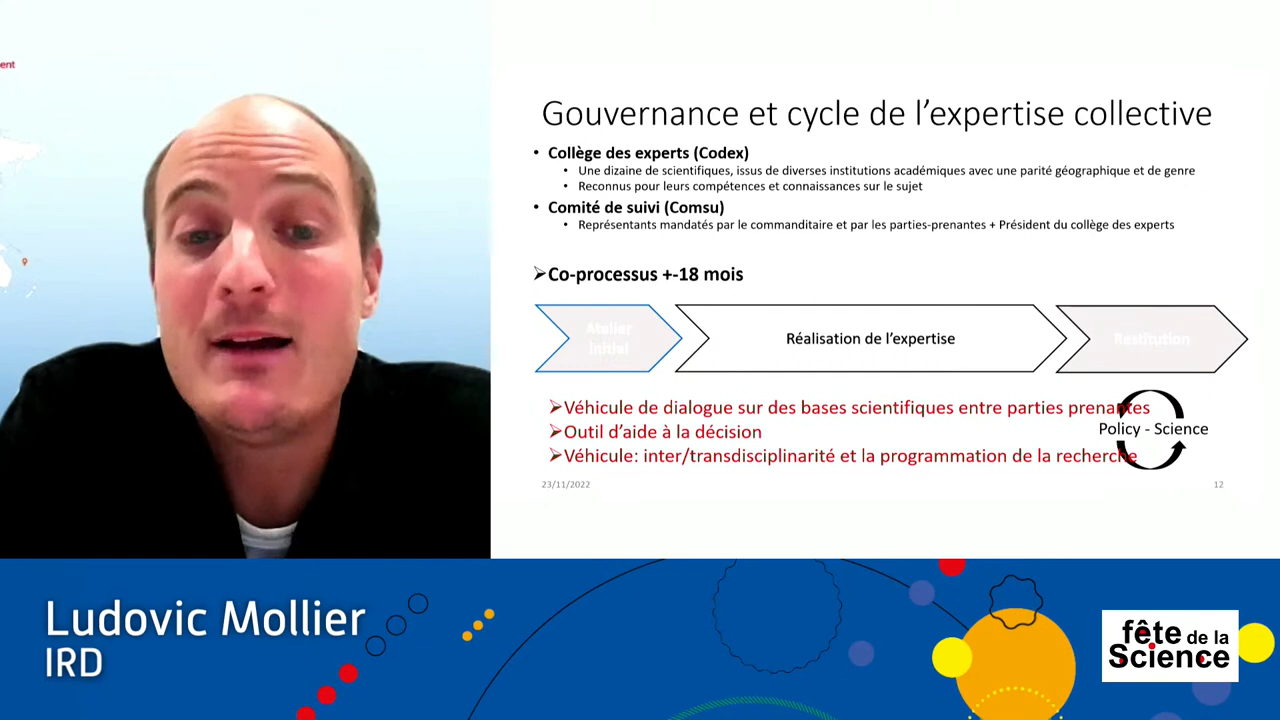 ent
Gouvernance et cycle de l'expertise collective
• Collège des experts (Codex)
• Une dizaine de scientifiques, issus de diverses institutions académiques avec une parité géographique et de genre
• Reconnus pour leurs compétences et connaissances sur le sujet
• Comité de suivi (Comsu)
• Représentants mandatés par le commanditaire et par les parties-prenantes + Président du collège des experts
➢Co-processus +-18 mois
Atelier
initial
Réalisation de l'expertise
Restitution
➢Véhicule de dialogue sur des bases scientifiques entre parties prenantes
➢Outil d'aide à la décision
Policy - Science
➢Véhicule: inter/transdisciplinarité et la programmation de la recherche
23/11/2022
12
Ludovic Mollier
IRD
fête de la
Science